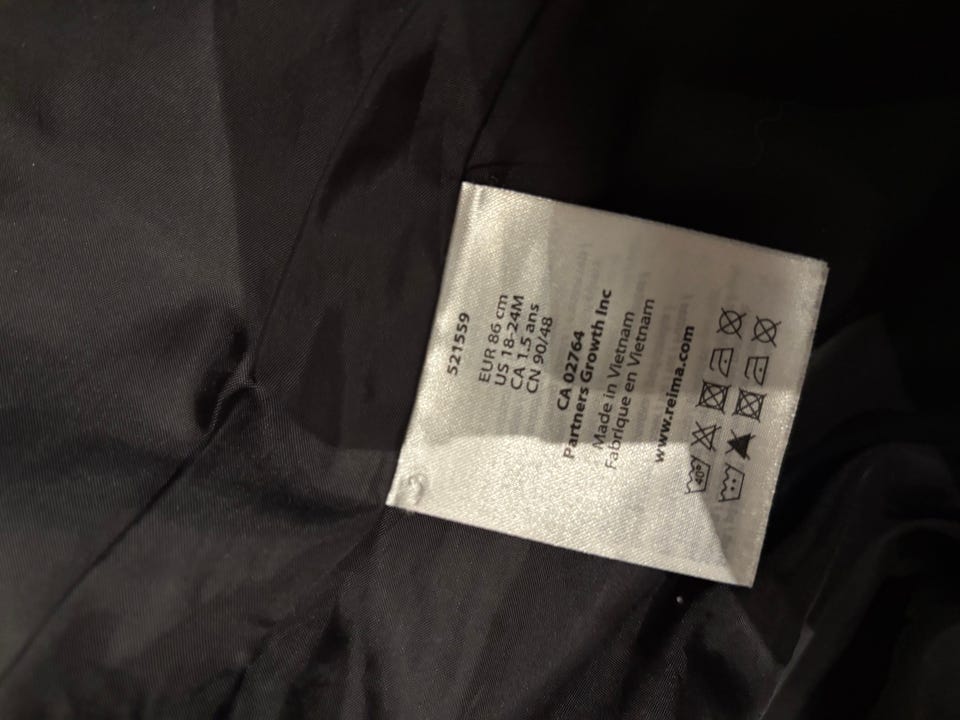 521559
EUR 86 cm
US 18-24M
CA 1.5 ans
CN 90/48
CA 02764
Partners Growth Inc
Made in Vietnam
Fabriqué en Vietnam
www.reima.com
40°